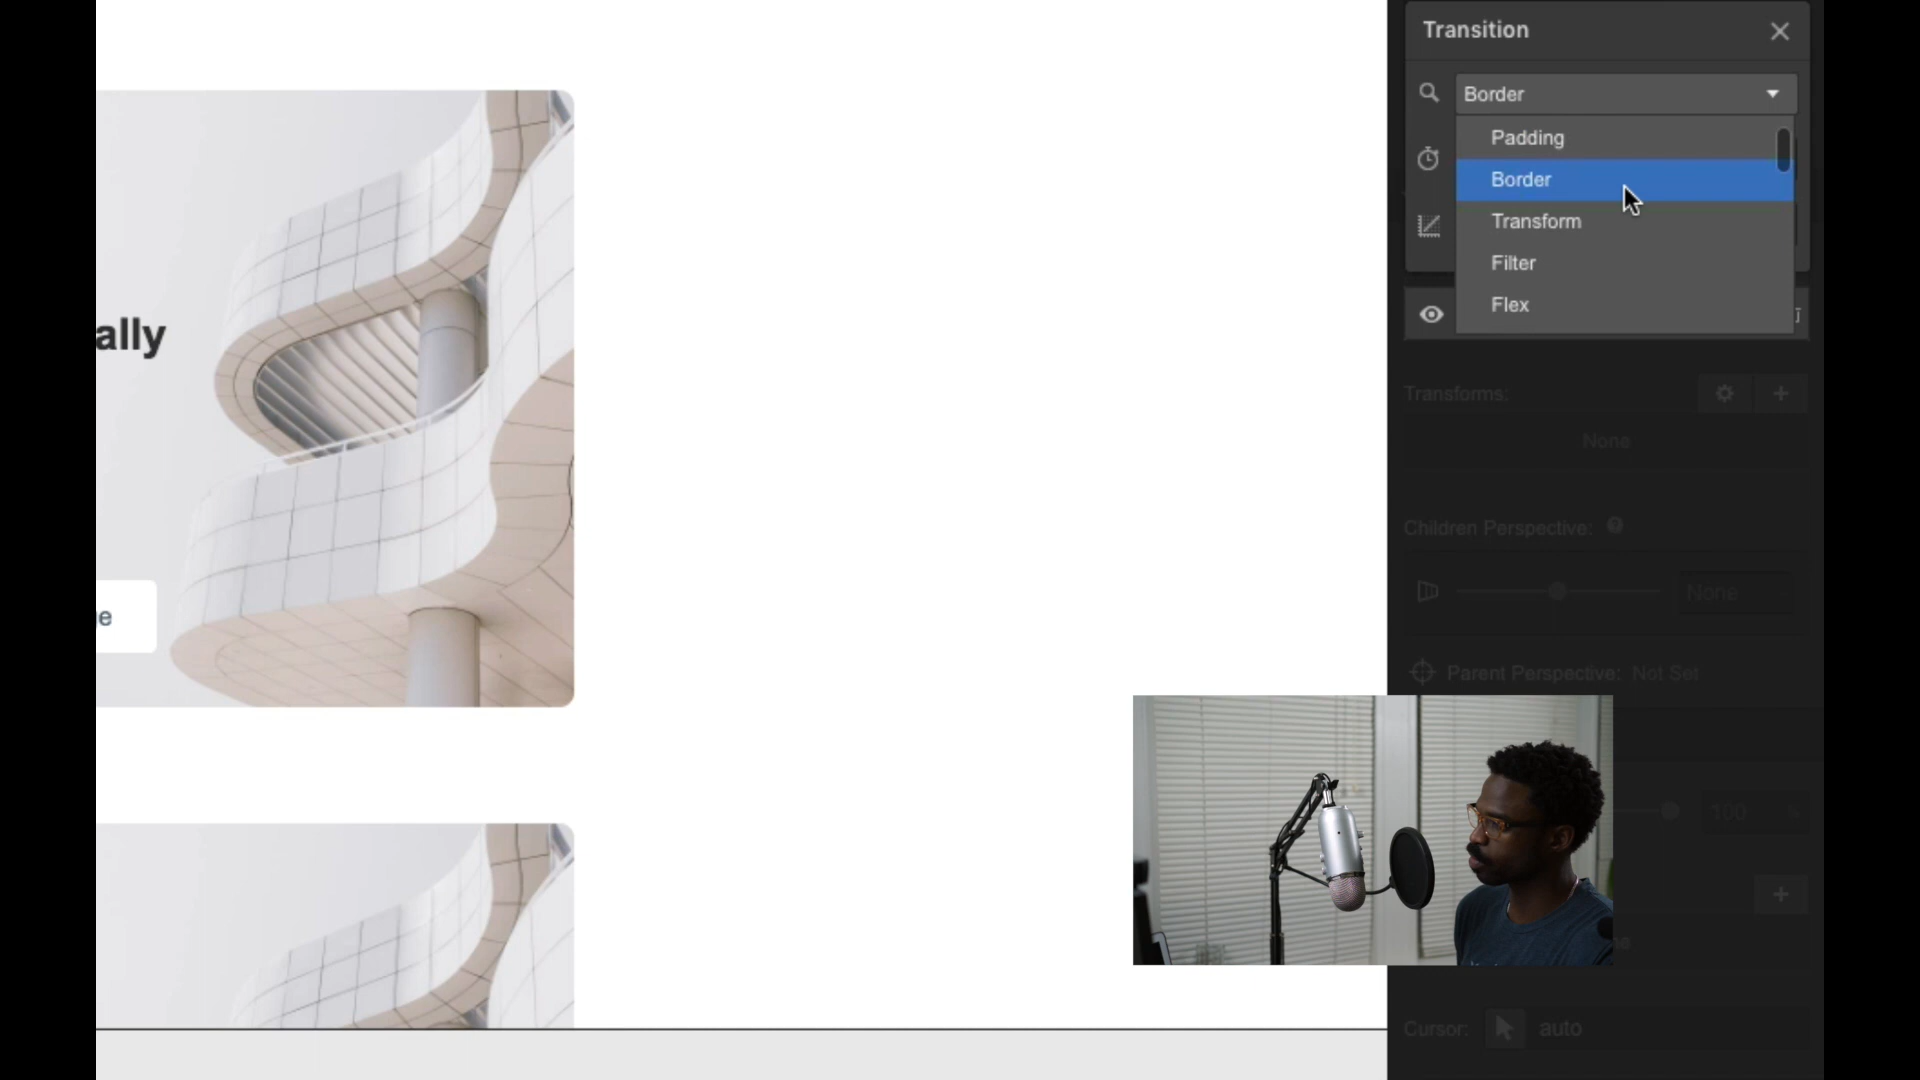 Transition
Border
Padding
Border
Transform
Filter
Flex
ally
Transforms:
None
Children Perspective:
None
e
Parent Perspective: Not Set
100
Cursor: auto